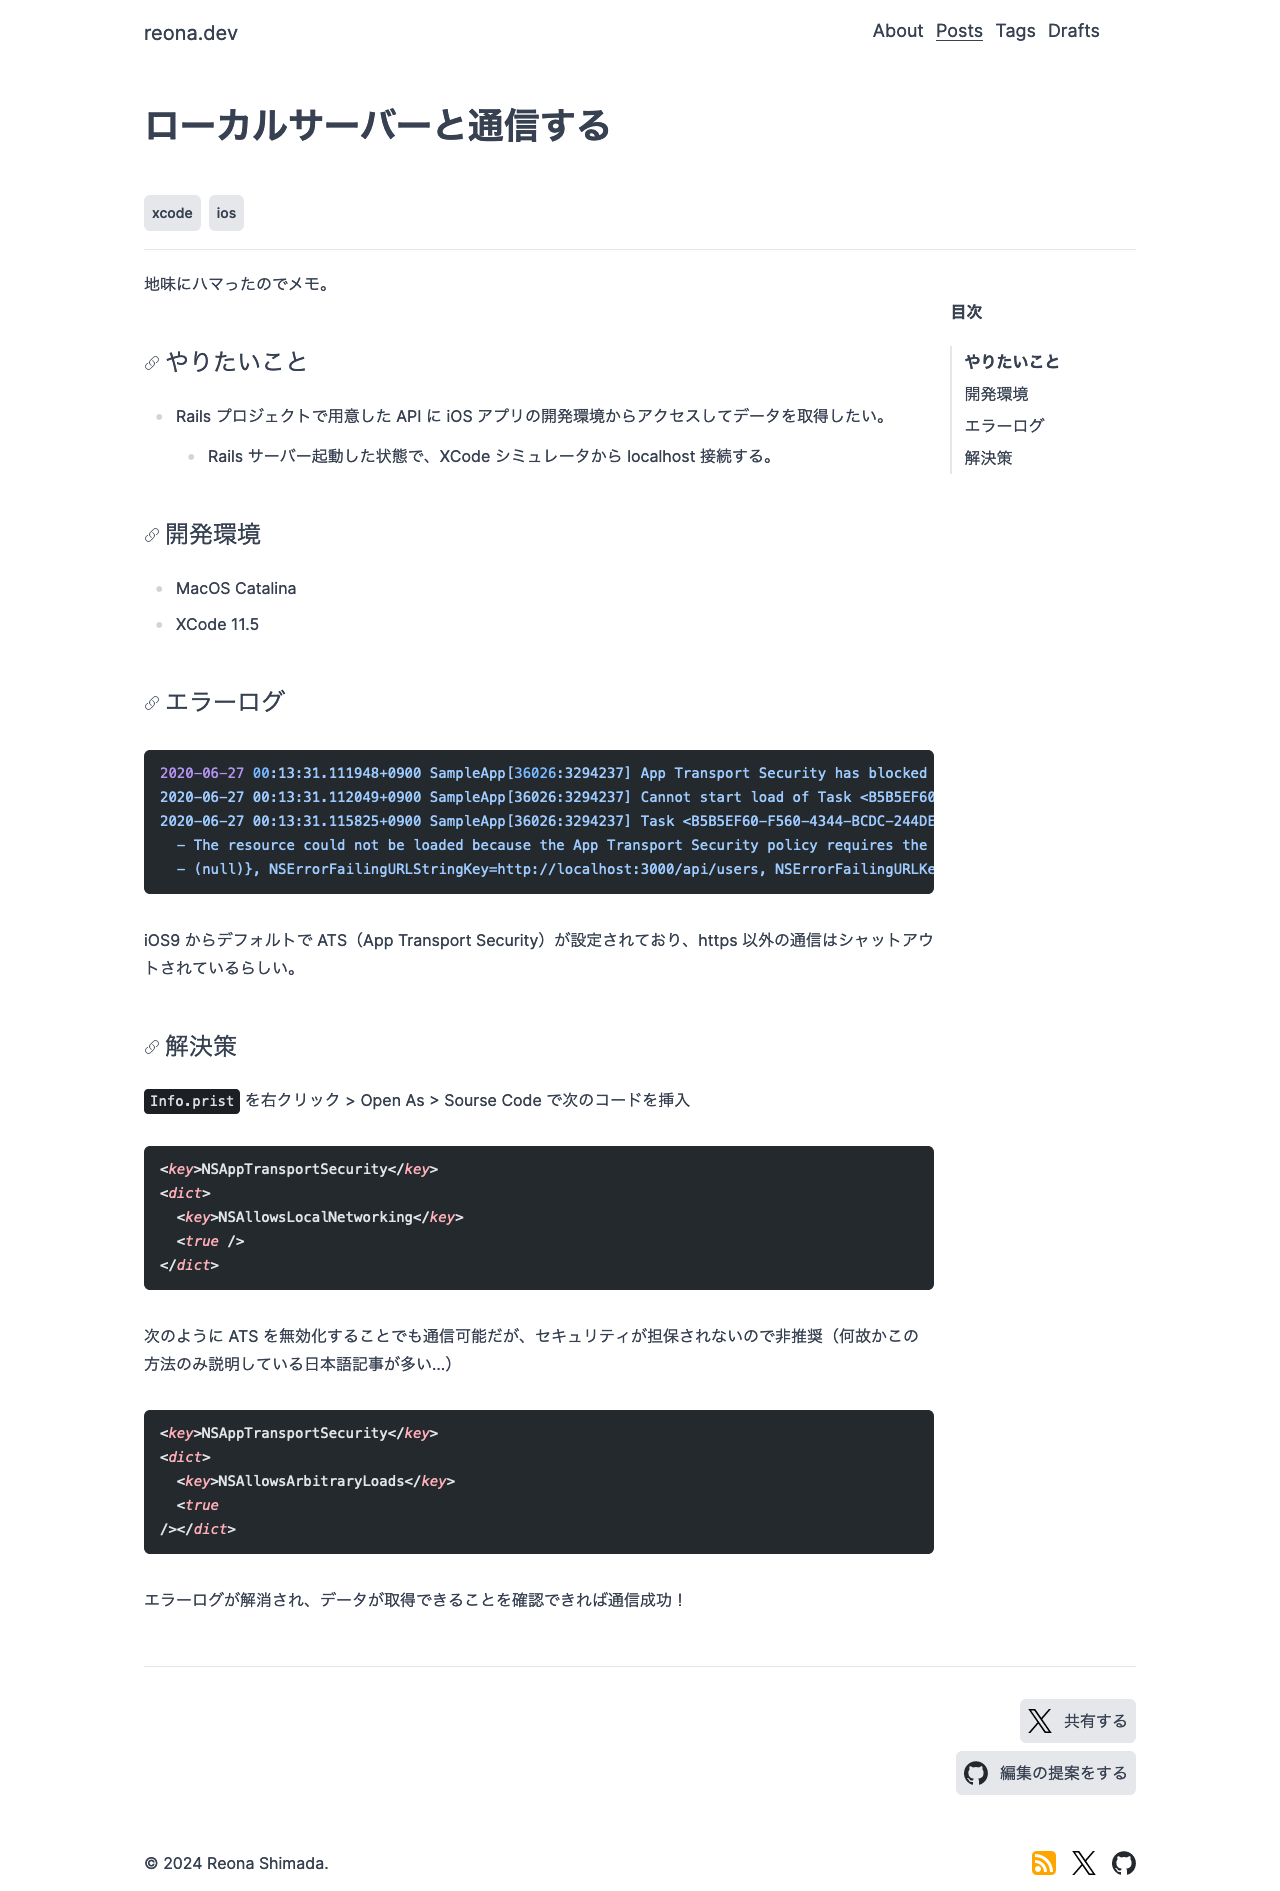 reona.dev
About Posts Tags Drafts
ローカルサーバーと通信する
xcode ios
地味にハマったのでメモ。
目次
やりたいこと
開発環境
エラーログ
解決策
やりたいこと
Rails プロジェクトで用意した API に iOS アプリの開発環境からアクセスしてデータを取得したい。
Rails サーバー起動した状態で、XCode シミュレータから localhost 接続する。
開発環境
MacOS Catalina
XCode 11.5
エラーログ
2020-06-27 00:13:31.111948+0900 SampleApp[36026:3294237] App Transport Security has blocked
2020-06-27 00:13:31.112049+0900 SampleApp[36026:3294237] Cannot start load of Task <B5B5EF60
2020-06-27 00:13:31.115825+0900 SampleApp[36026:3294237] Task <B5B5EF60-F560-4344-BCDC-244DE
- The resource could not be loaded because the App Transport Security policy requires the
- (null)}, NSErrorFailingURLStringKey=http://localhost:3000/api/users, NSErrorFailingURLKe
iOS9 からデフォルトで ATS（App Transport Security）が設定されており、https 以外の通信はシャットアウ
トされているらしい。
解決策
Info.prist を右クリック > Open As > Sourse Code で次のコードを挿入
<key>NSAppTransportSecurity</key>
<dict>
<key>NSAllowsLocalNetworking</key>
<true />
</dict>
次のように ATS を無効化することでも通信可能だが、セキュリティが担保されないので非推奨（何故かこの
方法のみ説明している日本語記事が多い...）
<key>NSAppTransportSecurity</key>
<dict>
<key>NSAllowsArbitraryLoads</key>
<true
/></dict>
エラーログが解消され、データが取得できることを確認できれば通信成功！
共有する
編集の提案をする
© 2024 Reona Shimada.